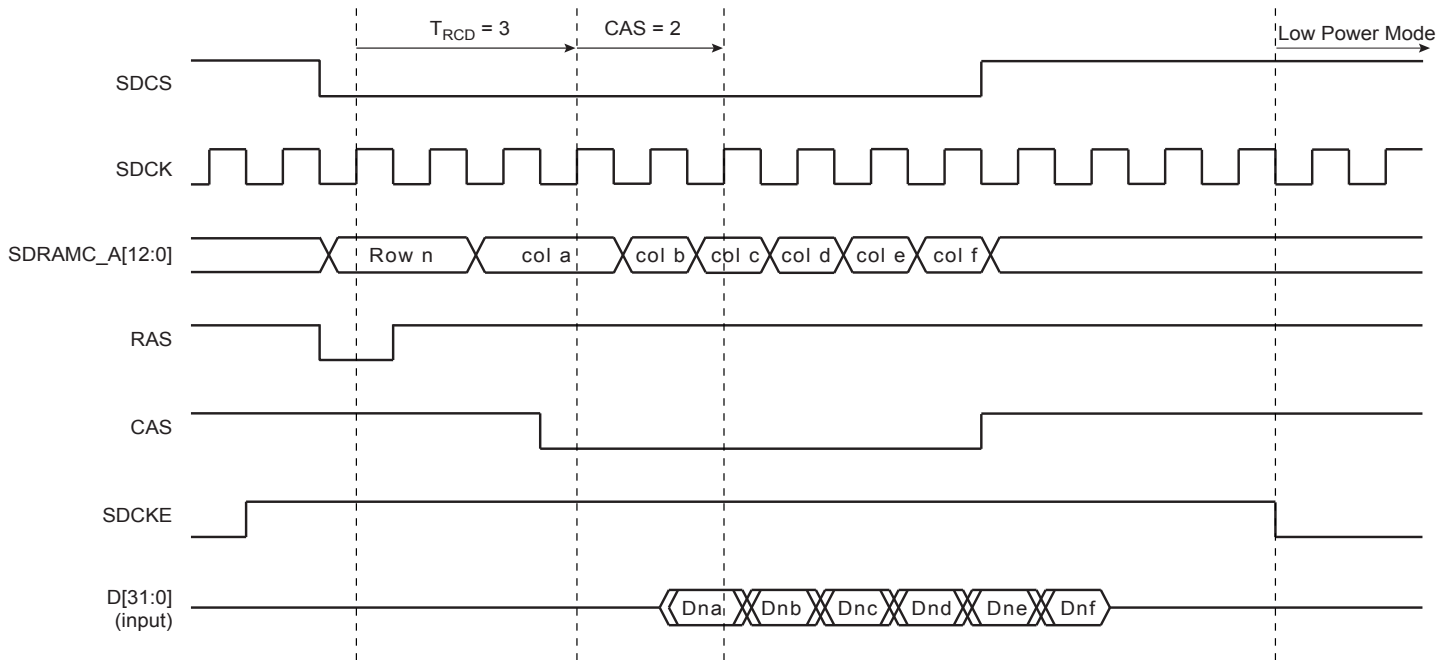 T_RCD = 3
CAS = 2
Low Power Mode
SDCS
SDCK
SDRAMC_A[12:0]
Row n
col a
col b
col c
col d
col e
col f
RAS
CAS
SDCKE
D[31:0]
(input)
Dna
Dnb
Dnc
Dnd
Dne
Dnf